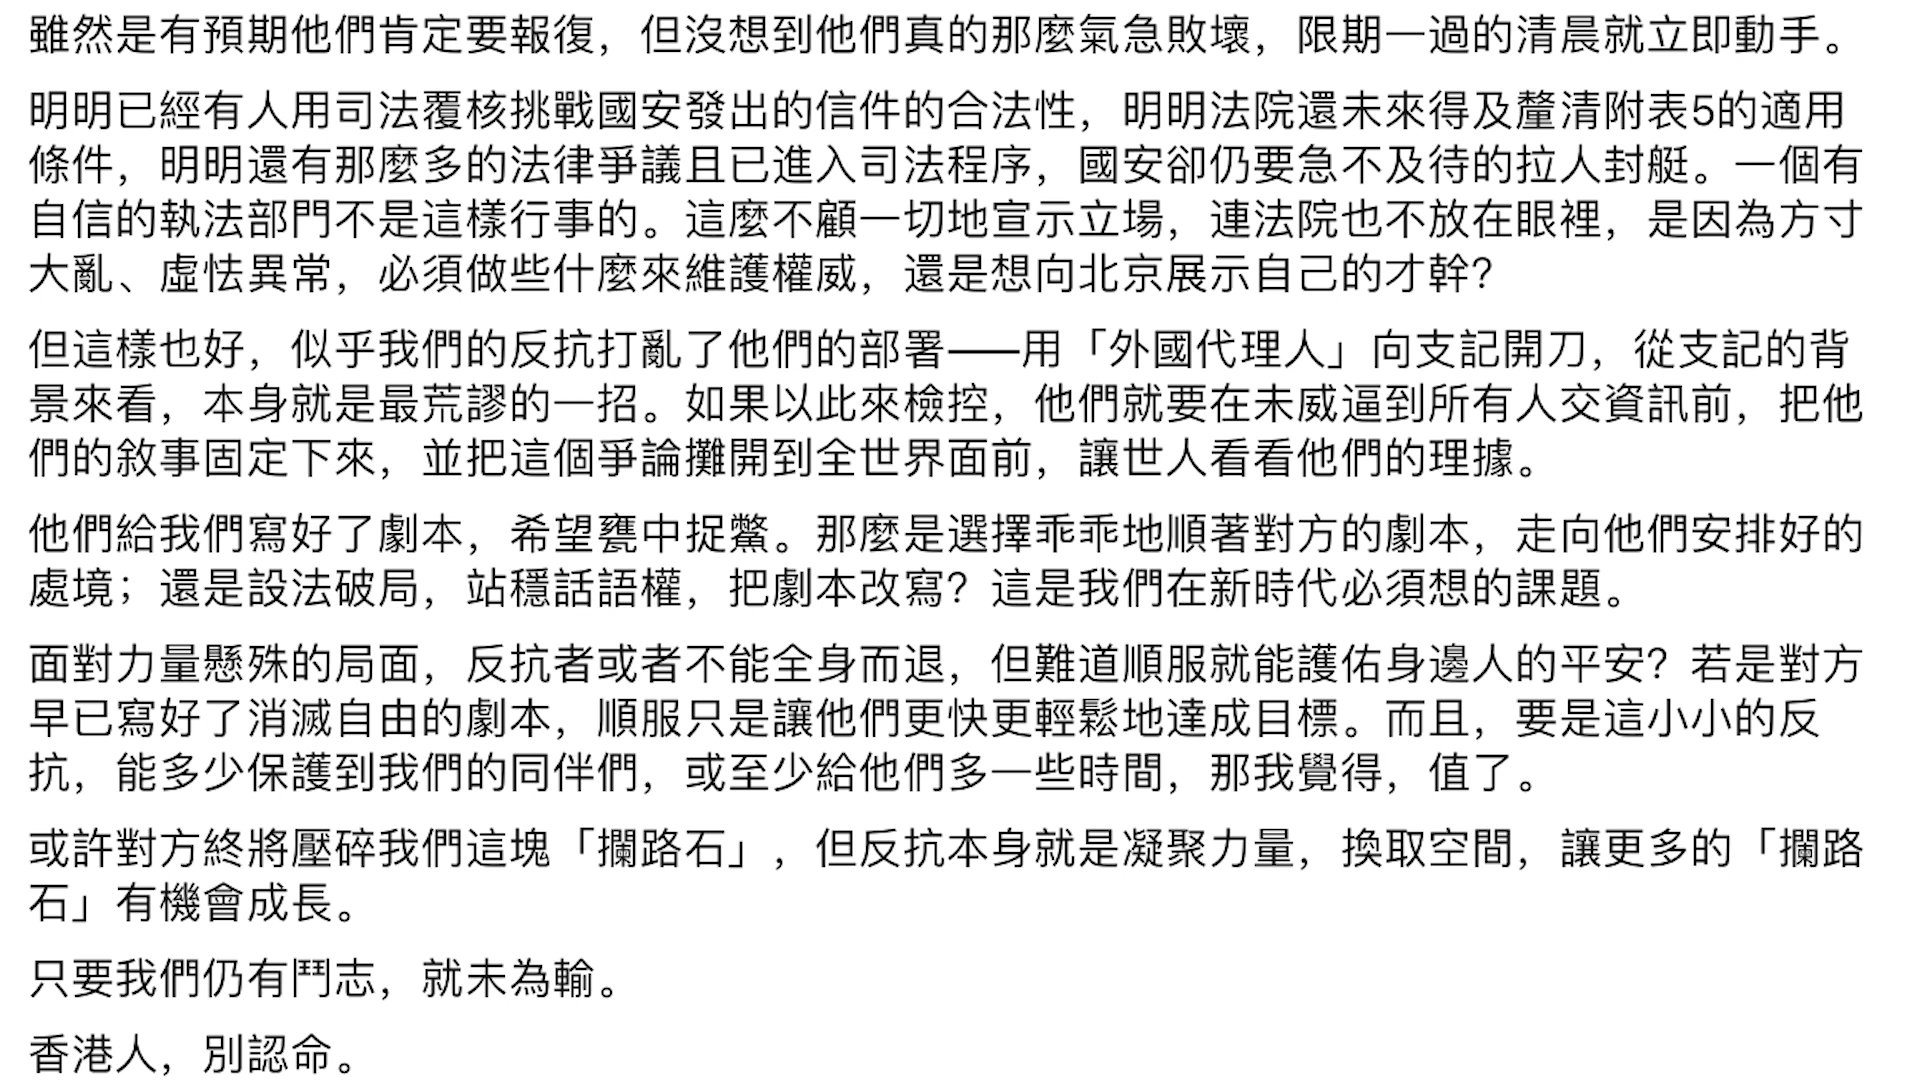 雖然是有預期他們肯定要報復，但沒想到他們真的那麼氣急敗壞，限期一過的清晨就立即動手。
明明已經有人用司法覆核挑戰國安發出的信件的合法性，明明法院還未來得及釐清附表5的適用
條件，明明還有那麼多的法律爭議且已進入司法程序，國安卻仍要急不及待的拉人封艇。一個有
自信的執法部門不是這樣行事的。這麼不顧一切地宣示立場，連法院也不放在眼裡，是因為方寸
大亂、虛怯異常，必須做些什麼來維護權威，還是想向北京展示自己的才幹？
但這樣也好，似乎我們的反抗打亂了他們的部署——用「外國代理人」向支記開刀，從支記的背
景來看，本身就是最荒謬的一招。如果以此來檢控，他們就要在未威逼到所有人交資訊前，把他
們的敘事固定下來，並把這個爭論攤開到全世界面前，讓世人看看他們的理據。
他們給我們寫好了劇本，希望甕中捉鱉。那麼是選擇乖乖地順著對方的劇本，走向他們安排好的
處境；還是設法破局，站穩話語權，把劇本改寫？這是我們在新時代必須想的課題。
面對力量懸殊的局面，反抗者或者不能全身而退，但難道順服就能護佑身邊人的平安？若是對方
早已寫好了消滅自由的劇本，順服只是讓他們更快更輕鬆地達成目標。而且，要是這小小的反
抗，能多少保護到我們的同伴們，或至少給他們多一些時間，那我覺得，值了。
或許對方終將壓碎我們這塊「攔路石」，但反抗本身就是凝聚力量，換取空間，讓更多的「攔路
石」有機會成長。
只要我們仍有鬥志，就未為輸。
香港人，別認命。